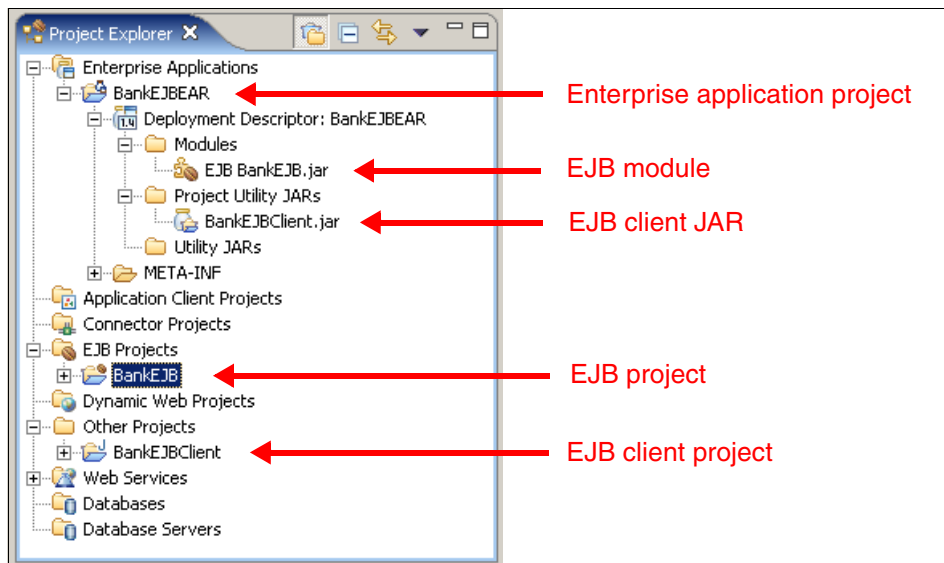 Project Explorer
Enterprise Applications
BankEJBEAR
Enterprise application project
1.4 Deployment Descriptor: BankEJBEAR
Modules
EJB BankEJB.jar
EJB module
Project Utility JARs
BankEJBClient.jar
EJB client JAR
Utility JARs
META-INF
Application Client Projects
Connector Projects
EJB Projects
BankEJB
EJB project
Dynamic Web Projects
Other Projects
BankEJBClient
EJB client project
Web Services
Databases
Database Servers